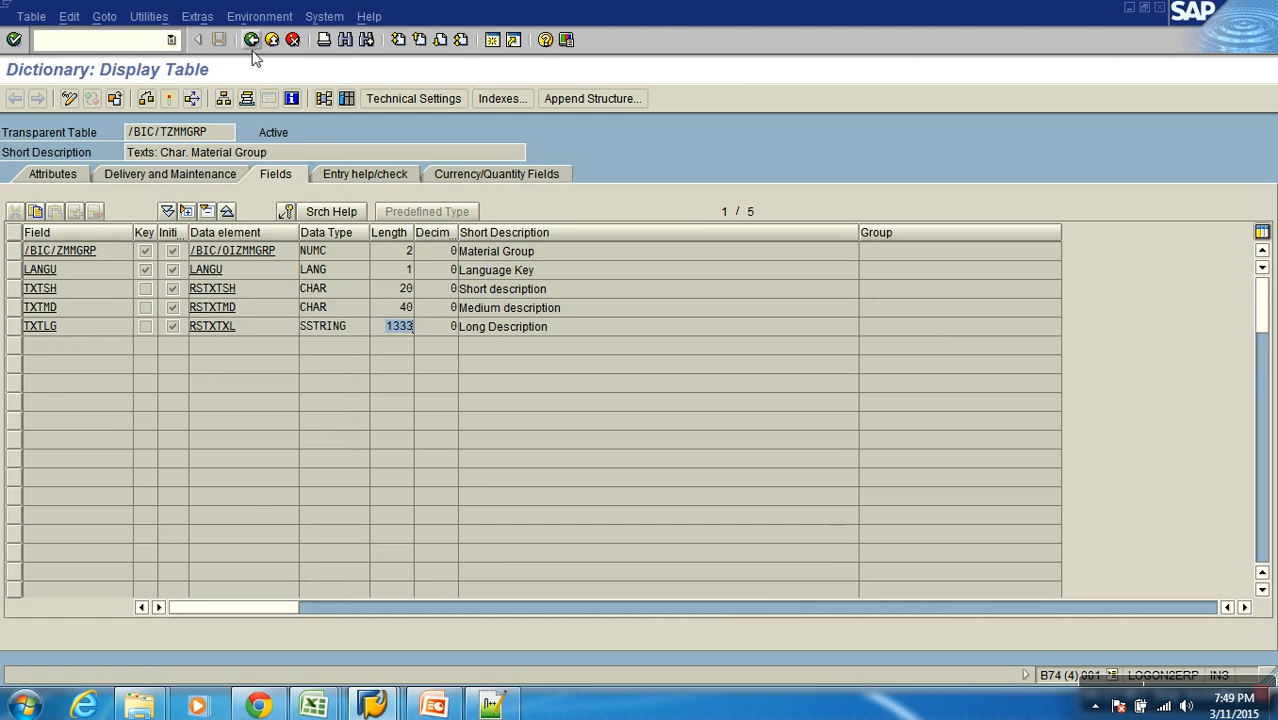 Table Edit Goto Utilities Extras Environment System Help
SAP
Dictionary: Display Table
Technical Settings Indexes... Append Structure...
Transparent Table /BIC/TZMMGRP Active
Short Description Texts: Char. Material Group
Attributes Delivery and Maintenance Fields Entry help/check Currency/Quantity Fields
Srch Help Predefined Type 1 / 5
Field Key Initi... Data element Data Type Length Decim... Short Description Group
/BIC/ZMMGRP /BIC/OIZMMGRP NUMC 2 0 Material Group
LANGU LANGU LANG 1 0 Language Key
TXTSH RSTXTSH CHAR 20 0 Short description
TXTMD RSTXTMD CHAR 40 0 Medium description
TXTLG RSTXTXL SSTRING 1333 0 Long Description
B74 (4) 001 LOGON2ERP INS
7:49 PM
3/11/2015